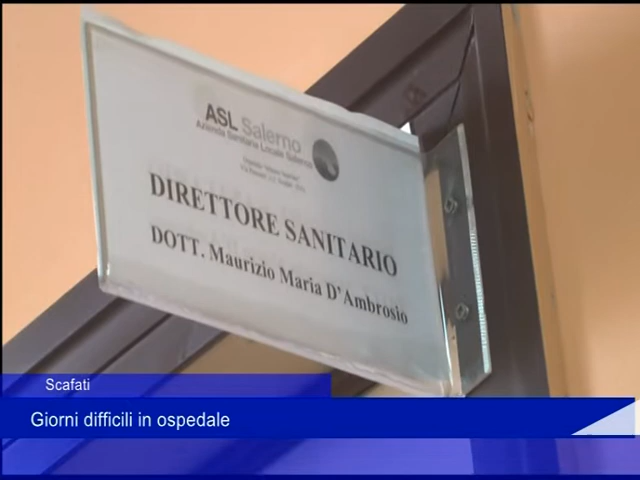 ASL Salerno
Azienda Sanitaria Locale Salerno
DIRETTORE SANITARIO
DOTT. Maurizio Maria D'Ambrosio
Scafati
Giorni difficili in ospedale